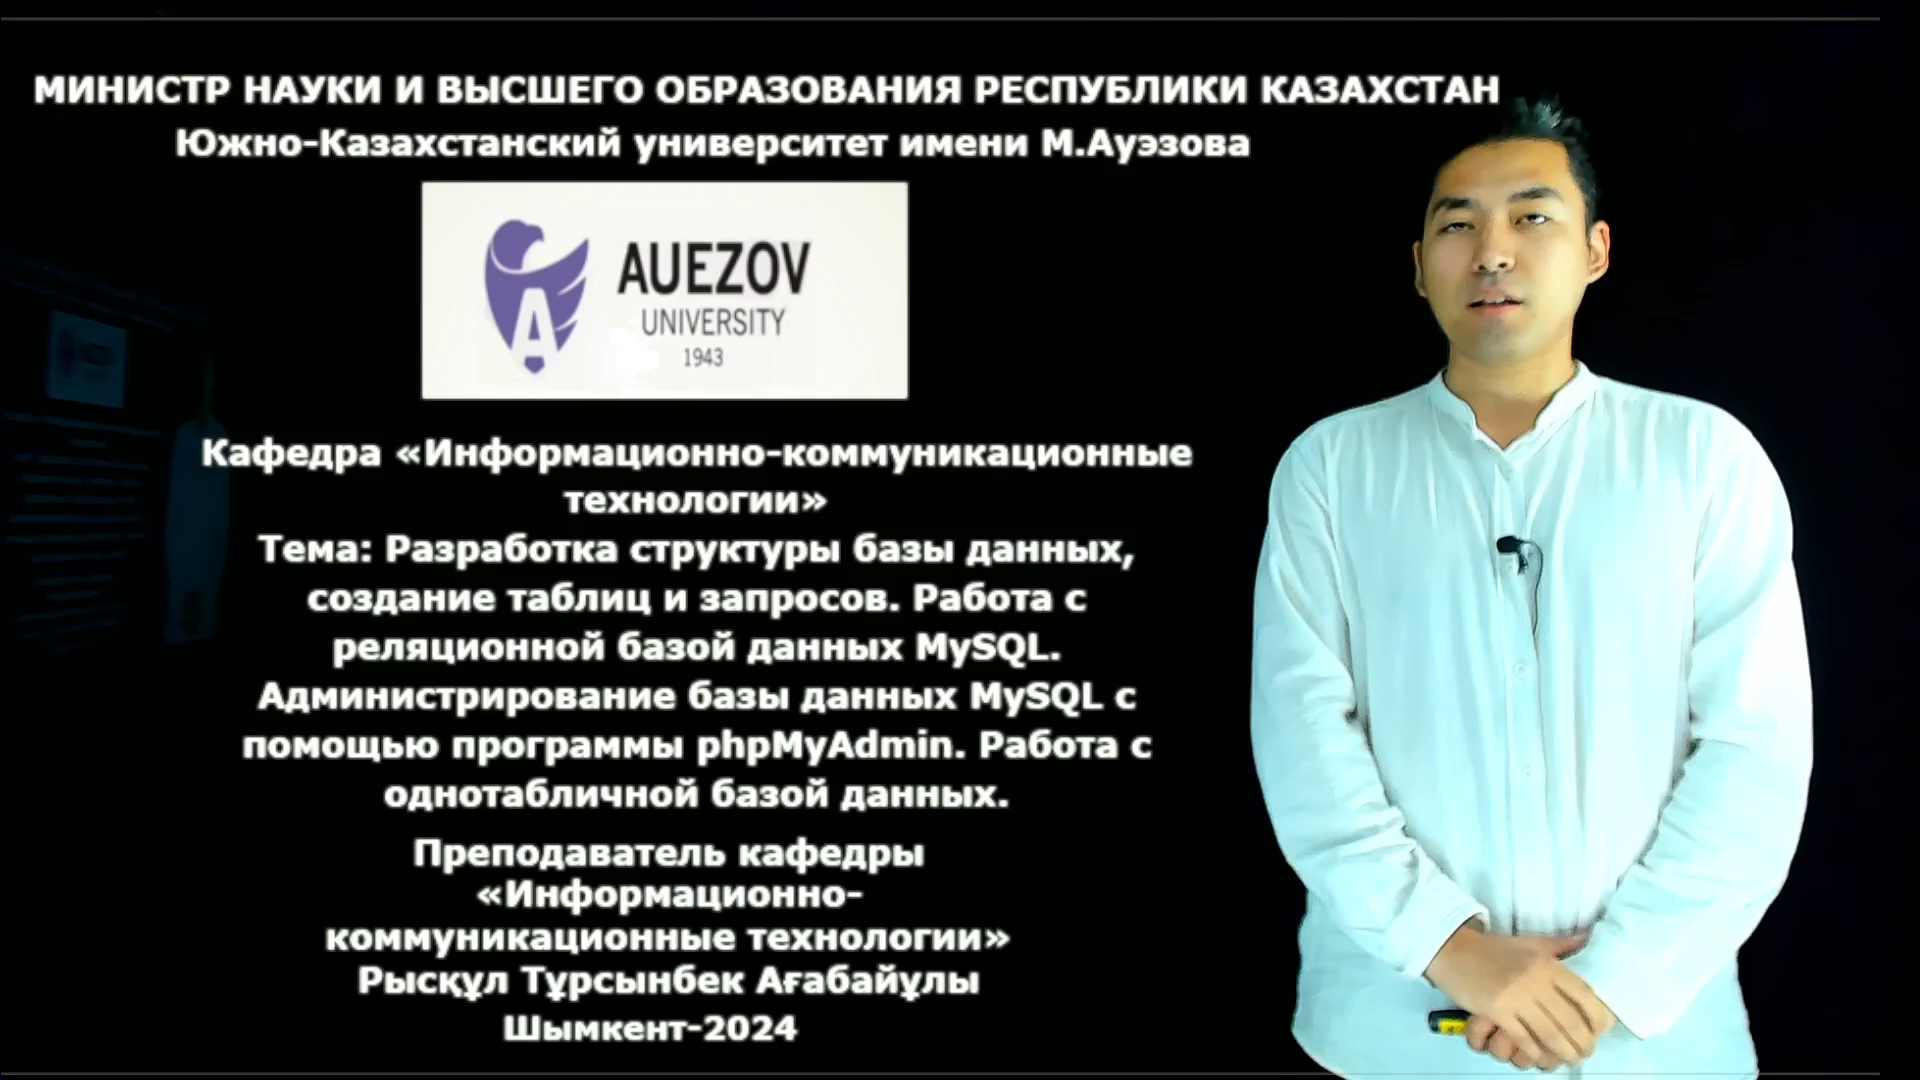 МИНИСТР НАУКИ И ВЫСШЕГО ОБРАЗОВАНИЯ РЕСПУБЛИКИ КАЗАХСТАН
Южно-Казахстанский университет имени М.Ауэзова
AUEZOV
UNIVERSITY
1943
Кафедра «Информационно-коммуникационные
технологии»
Тема: Разработка структуры базы данных,
создание таблиц и запросов. Работа с
реляционной базой данных MySQL.
Администрирование базы данных MySQL с
помощью программы phpMyAdmin. Работа с
однотабличной базой данных.
Преподаватель кафедры
«Информационно-
коммуникационные технологии»
Рысқұл Тұрсынбек Ағабайұлы
Шымкент-2024